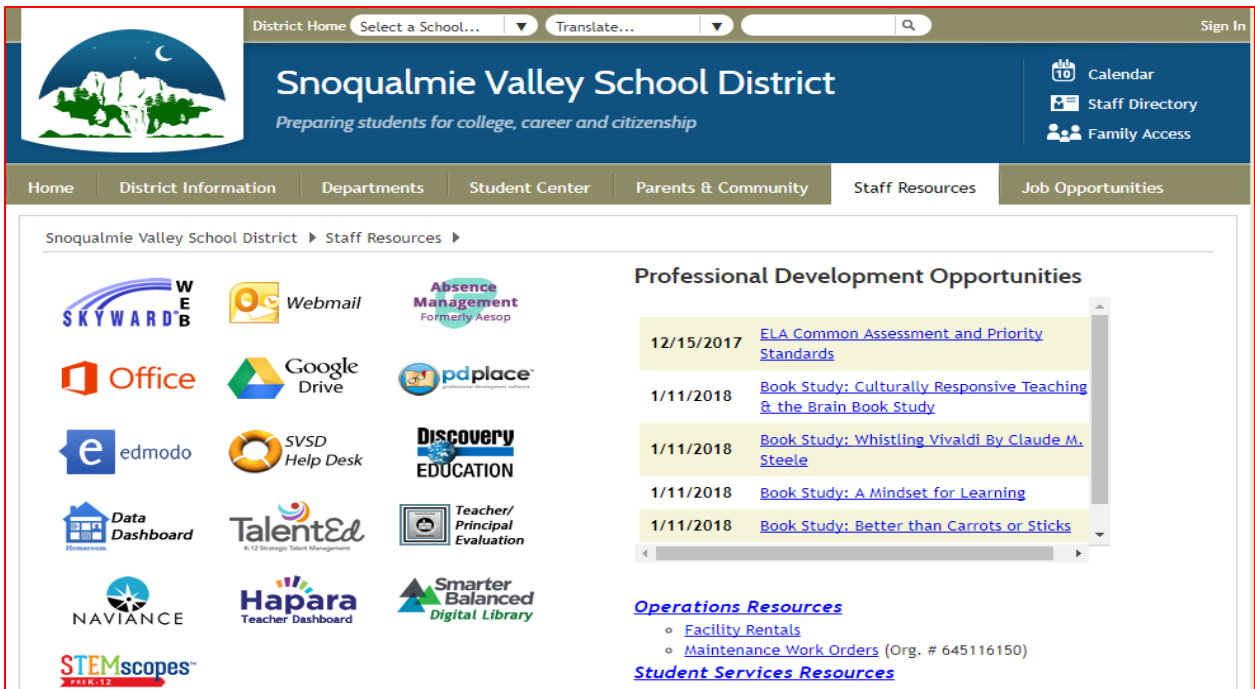 District Home Select a School... ▼ Translate... ▼ Sign In
Snoqualmie Valley School District
Preparing students for college, career and citizenship
10 Calendar
Staff Directory
Family Access
Home District Information Departments Student Center Parents & Community Staff Resources Job Opportunities
Snoqualmie Valley School District ▶ Staff Resources ▶
SKYWARD WEB
Webmail
Absence
Management
Formerly Aesop
Office
Google
Drive
pdplace
professional development software
edmodo
SVSD
Help Desk
Discovery
EDUCATION
Data
Dashboard
Homeroom
TalentEd
K-12 Strategic Talent Management
Teacher/
Principal
Evaluation
NAVIANCE
Hapara
Teacher Dashboard
Smarter
Balanced
Digital Library
STEMscopes™
PREK-12
Professional Development Opportunities
12/15/2017 ELA Common Assessment and Priority
Standards
1/11/2018 Book Study: Culturally Responsive Teaching
& the Brain Book Study
1/11/2018 Book Study: Whistling Vivaldi By Claude M.
Steele
1/11/2018 Book Study: A Mindset for Learning
1/11/2018 Book Study: Better than Carrots or Sticks
Operations Resources
Facility Rentals
Maintenance Work Orders (Org. # 645116150)
Student Services Resources